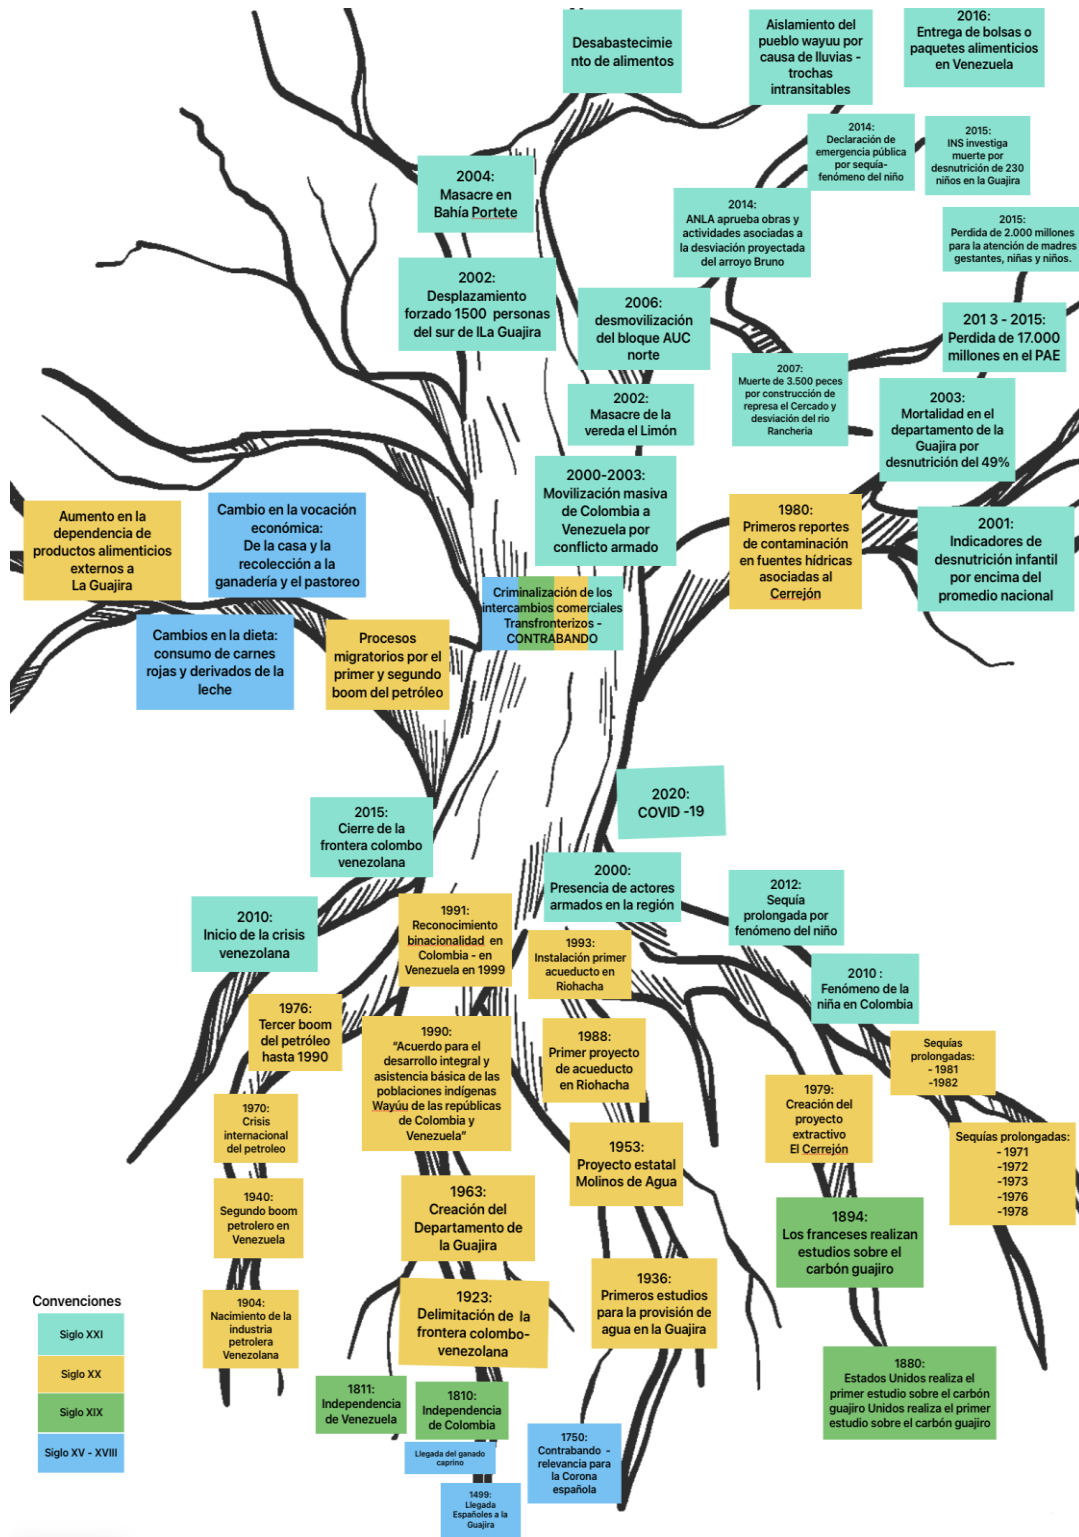 Desabastecimie
nto de alimentos
Aislamiento del
pueblo wayuu por
causa de lluvias -
trochas
intransitables
2016:
Entrega de bolsas o
paquetes alimenticios
en Venezuela
2014:
Declaración de
emergencia pública
por sequía-
fenómeno del niño
2015:
INS investiga
muerte por
desnutrición de 230
niños en la Guajira
2004:
Masacre en
Bahía Portete
2014:
ANLA aprueba obras y
actividades asociadas a
la desviación proyectada
del arroyo Bruno
2015:
Perdida de 2.000 millones
para la atención de madres
gestantes, niñas y niños.
2002:
Desplazamiento
forzado 1500 personas
del sur de lLa Guajira
2006:
desmovilización
del bloque AUC
norte
2013 - 2015:
Perdida de 17.000
millones en el PAE
2007:
Muerte de 3.500 peces
por construcción de
represa el Cercado y
desviación del rio
Rancheria
2002:
Masacre de la
vereda el Limón
2003:
Mortalidad en el
departamento de la
Guajira por
desnutrición del 49%
2000-2003:
Movilización masiva
de Colombia a
Venezuela por
conflicto armado
Aumento en la
dependencia de
productos alimenticios
externos a
La Guajira
Cambio en la vocación
económica:
De la casa y la
recolección a la
ganadería y el pastoreo
1980:
Primeros reportes
de contaminación
en fuentes hídricas
asociadas al
Cerrejón
2001:
Indicadores de
desnutrición infantil
por encima del
promedio nacional
Criminalización de los
intercambios comerciales
Transfronterizos -
CONTRABANDO
Cambios en la dieta:
consumo de carnes
rojas y derivados de la
leche
Procesos
migratorios por el
primer y segundo
boom del petróleo
2020:
COVID -19
2015:
Cierre de la
frontera colombo
venezolana
2000:
Presencia de actores
armados en la región
2012:
Sequía
prolongada por
fenómeno del niño
2010:
Inicio de la crisis
venezolana
1991:
Reconocimiento
binacionalidad en
Colombia - en
Venezuela en 1999
1993:
Instalación primer
acueducto en
Riohacha
2010 :
Fenómeno de la
niña en Colombia
1976:
Tercer boom
del petróleo
hasta 1990
1990:
“Acuerdo para el
desarrollo integral y
asistencia básica de las
poblaciones indígenas
Wayúu de las repúblicas
de Colombia y
Venezuela”
1988:
Primer proyecto
de acueducto
en Riohacha
Sequías
prolongadas:
- 1981
-1982
1979:
Creación del
proyecto
extractivo
El Cerrejón
1970:
Crisis
internacional
del petroleo
1953:
Proyecto estatal
Molinos de Agua
Sequías prolongadas:
- 1971
-1972
-1973
-1976
-1978
1940:
Segundo boom
petrolero en
Venezuela
1963:
Creación del
Departamento de
la Guajira
1894:
Los franceses realizan
estudios sobre el
carbón guajiro
1936:
Primeros estudios
para la provisión de
agua en la Guajira
1904:
Nacimiento de la
industria
petrolera
Venezolana
1923:
Delimitación de la
frontera colombo-
venezolana
1880:
Estados Unidos realiza el
primer estudio sobre el carbón
guajiro Unidos realiza el primer
estudio sobre el carbón guajiro
1811:
Independencia
de Venezuela
1810:
Independencia
de Colombia
Llegada del ganado
caprino
1750:
Contrabando -
relevancia para
la Corona
española
1499:
Llegada
Españoles a la
Guajira
Convenciones
Siglo XXI
Siglo XX
Siglo XIX
Siglo XV - XVIII